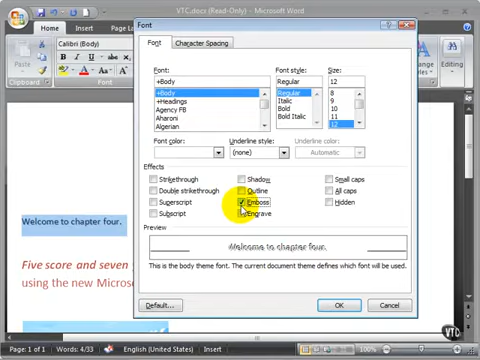 VTC.docx (Read-Only) - Microsoft Word
Home
Insert
Calibri (Body)
Paste
Clipboard
Font
Font
Character Spacing
Font:
Font style:
Size:
+Body
Regular
12
+Body
+Headings
Agency FB
Aharoni
Algerian
Regular
Italic
Bold
Bold Italic
8
9
10
11
12
Font color:
Underline style:
Underline color:
(none)
Automatic
Effects
Strikethrough
Shadow
Small caps
Double strikethrough
Outline
All caps
Superscript
Emboss
Hidden
Subscript
Engrave
Preview
Welcome to chapter four.
This is the body theme font. The current document theme defines which font will be used.
Default...
OK
Cancel
Welcome to chapter four.
Five score and seven
using the new Microso
VTC
Page: 1 of 1
Words: 4/33
English (U.S.)
Insert
100%